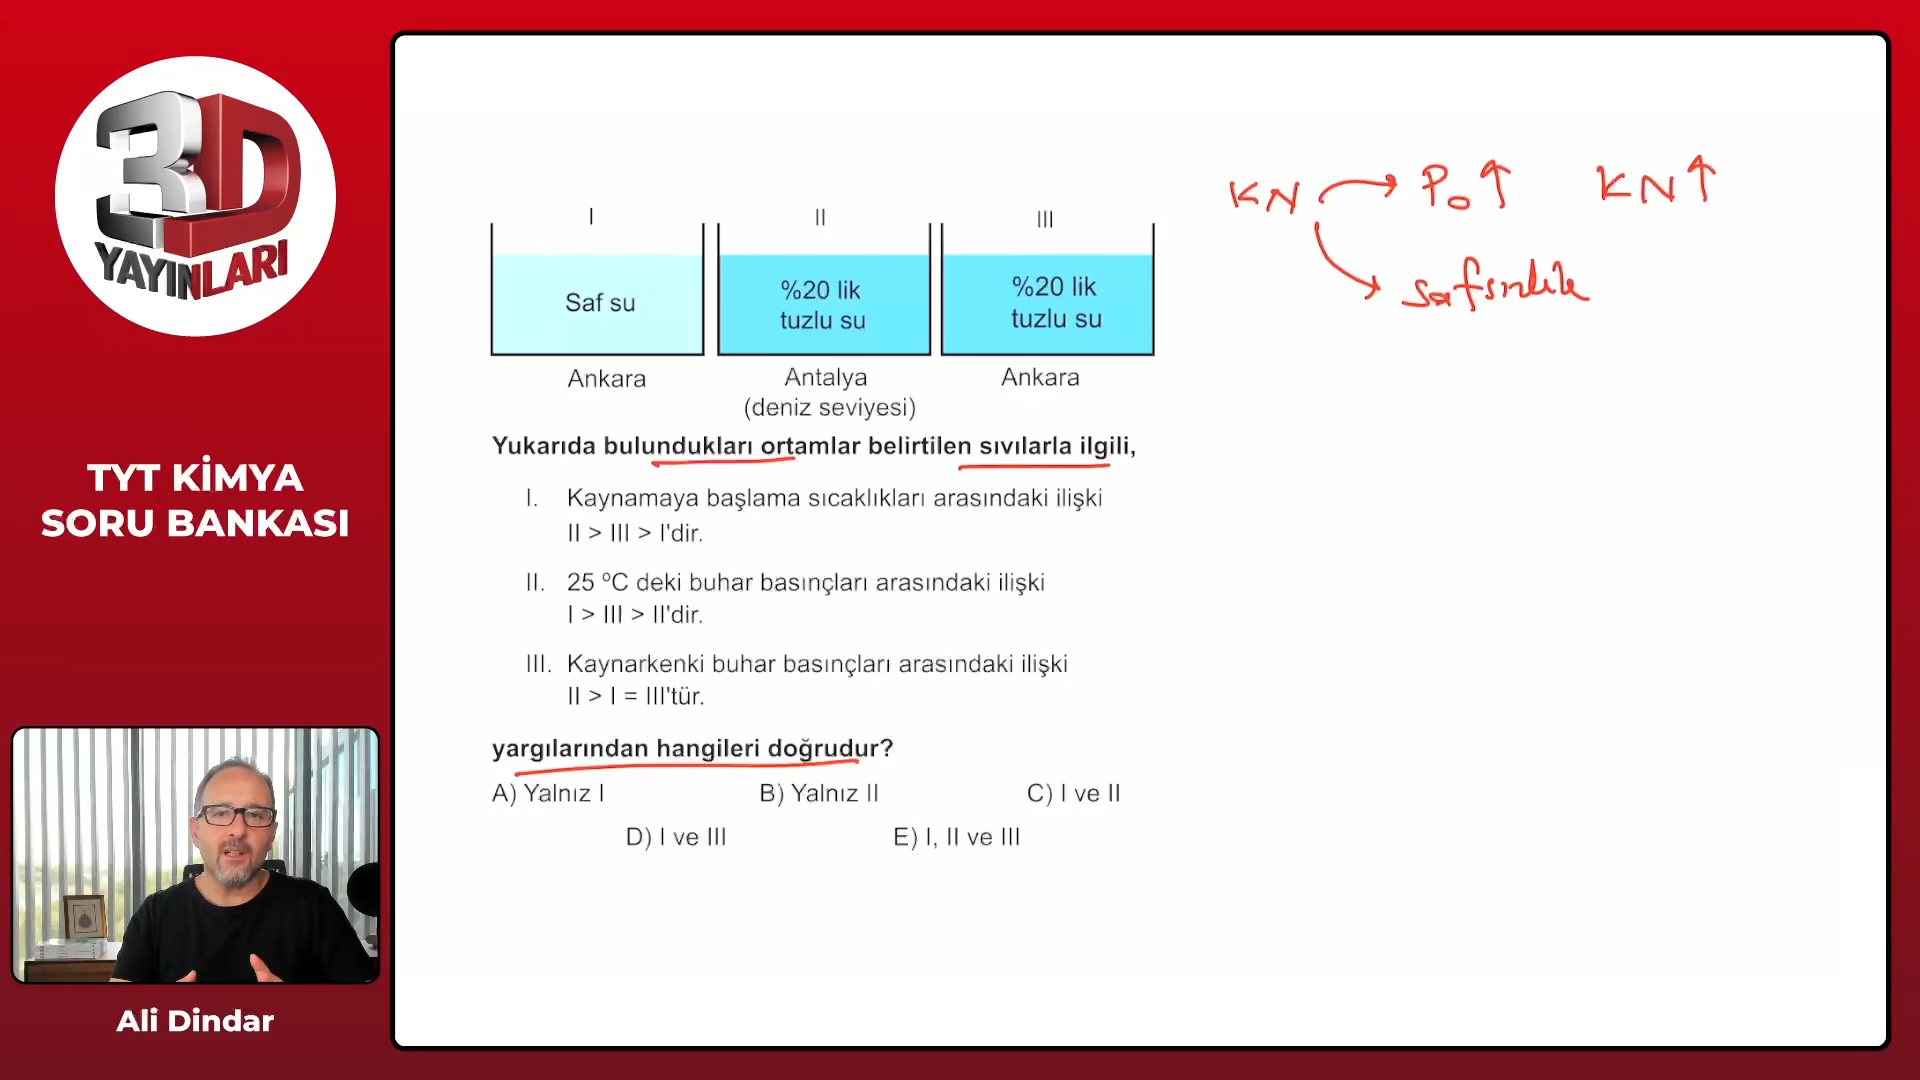 3D
YAYINLARI
TYT KİMYA
SORU BANKASI
Ali Dindar
I
II
III
Saf su
%20 lik
tuzlu su
%20 lik
tuzlu su
Ankara
Antalya
(deniz seviyesi)
Ankara
KN → P₀ ↑ KN ↑
→ safsızlık
Yukarıda bulundukları ortamlar belirtilen sıvılarla ilgili,
I. Kaynamaya başlama sıcaklıkları arasındaki ilişki
II > III > I'dir.
II. 25 ºC deki buhar basınçları arasındaki ilişki
I > III > II'dir.
III. Kaynarkenki buhar basınçları arasındaki ilişki
II > I = III'tür.
yargılarından hangileri doğrudur?
A) Yalnız I B) Yalnız II C) I ve II
D) I ve III E) I, II ve III